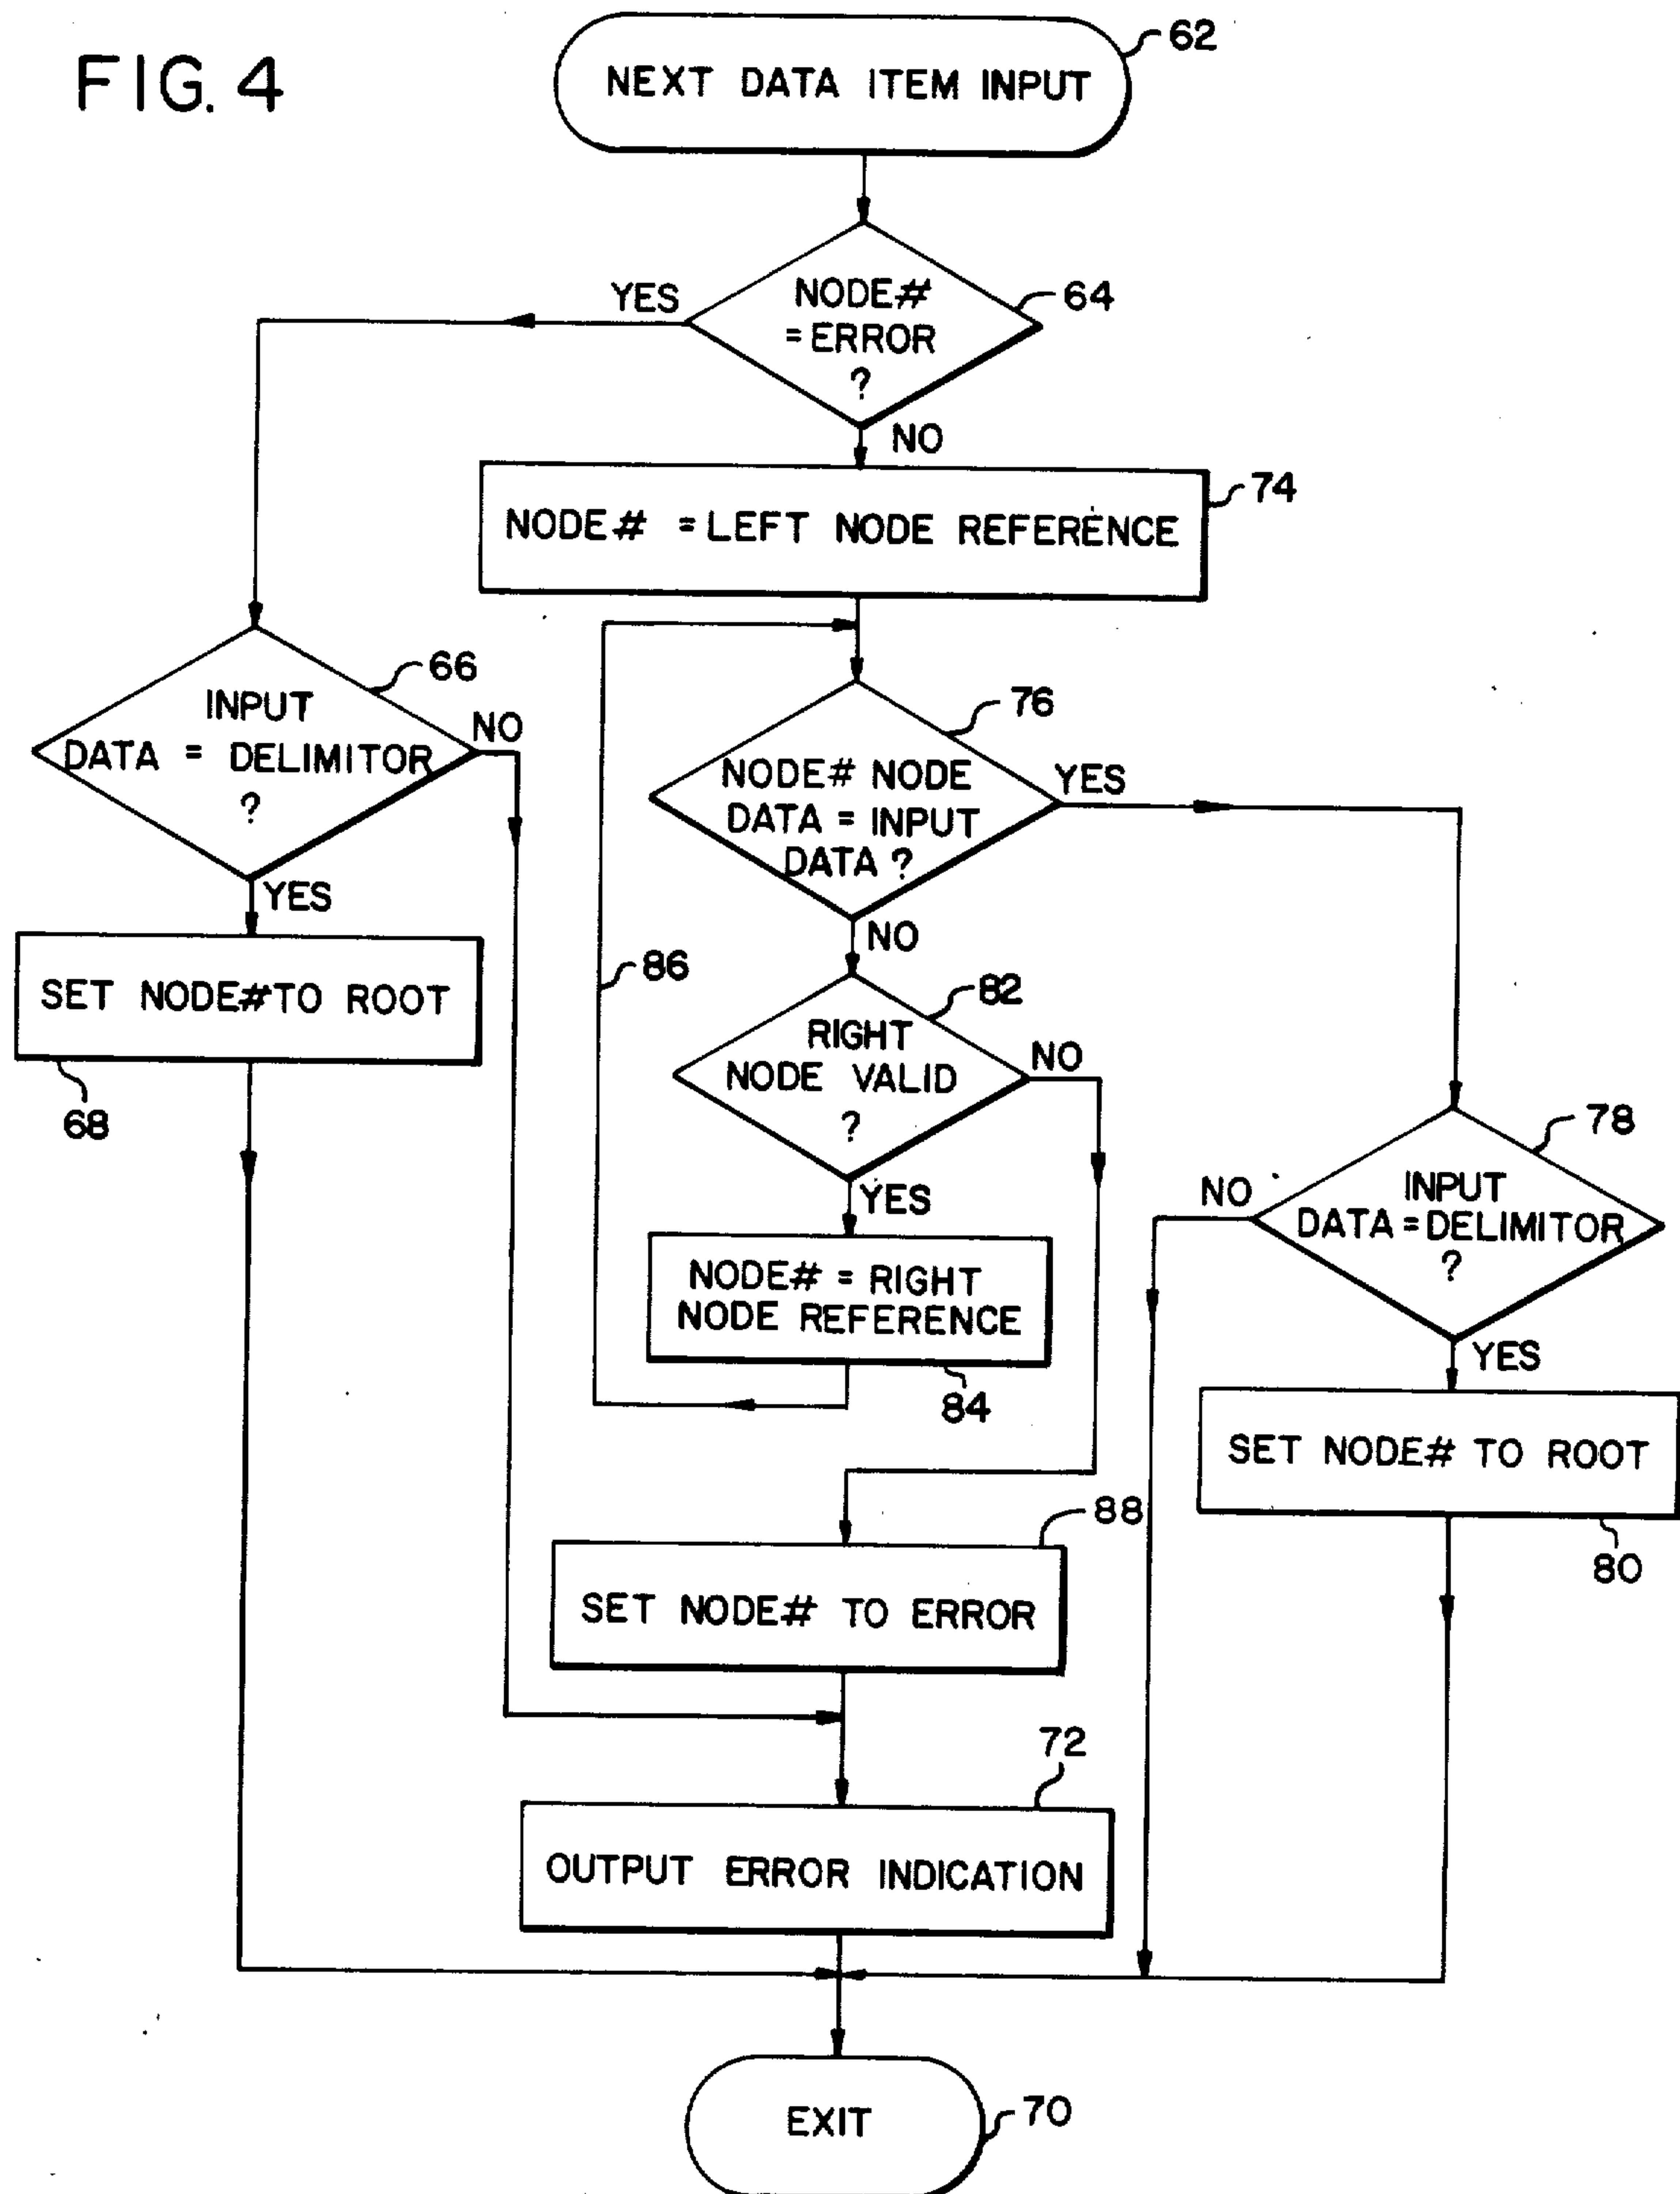 FIG. 4
NEXT DATA ITEM INPUT
62
NODE#
= ERROR
?
64
YES
NO
NODE# = LEFT NODE REFERENCE
74
INPUT
DATA = DELIMITOR
?
66
NO
YES
SET NODE# TO ROOT
68
NODE# NODE
DATA = INPUT
DATA ?
76
YES
NO
86
RIGHT
NODE VALID
?
82
NO
YES
NODE# = RIGHT
NODE REFERENCE
84
INPUT
DATA = DELIMITOR
?
78
NO
YES
SET NODE# TO ROOT
80
SET NODE# TO ERROR
88
OUTPUT ERROR INDICATION
72
EXIT
70